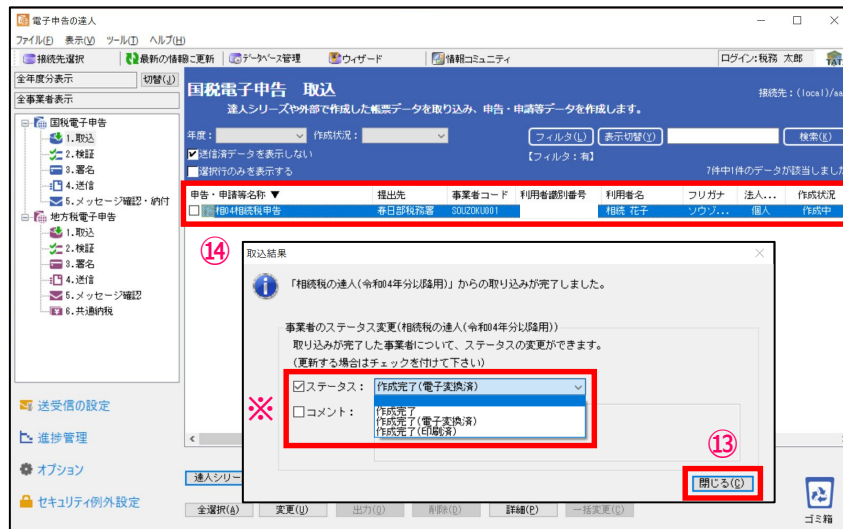 電子申告の達人
ファイル(F) 表示(V) ツール(T) ヘルプ(H)
接続先選択 最新の情報に更新 データベース管理 ウィザード 情報コミュニティ ログイン:税務 太郎
全年度分表示 切替(J)
全事業者表示
国税電子申告
1.取込
2.検証
3.署名
4.送信
5.メッセージ確認・納付
地方税電子申告
1.取込
2.検証
3.署名
4.送信
5.メッセージ確認
6.共通納税
送受信の設定
進捗管理
オプション
セキュリティ例外設定
国税電子申告 取込
接続先:(local)/aa
達人シリーズや外部で作成した帳票データを取り込み、申告・申請等データを作成します。
年度: 作成状況: フィルタ(L) 表示切替(Y) 検索(K)
送信済データを表示しない 【フィルタ:有】
選択行のみを表示する 7件中1件のデータが該当しました
申告・申請等名称 ▼ 提出先 事業者コード 利用者識別番号 利用者名 フリガナ 法人... 作成状況
相04相続税申告 春日部税務署 SOUZOKU001 相続 花子 ソウゾ... 個人 作成中
⑭
取込結果
「相続税の達人(令和04年分以降用)」からの取り込みが完了しました。
事業者のステータス変更(相続税の達人(令和04年分以降用))
取り込みが完了した事業者について、ステータスの変更ができます。
(更新する場合はチェックを付けて下さい)
※
ステータス: 作成完了(電子変換済)
コメント:
作成完了
作成完了(電子変換済)
作成完了(印刷済)
⑬
閉じる(C)
達人シリー
全選択(A) 変更(U) 出力(O) 削除(D) 詳細(P) 一括変更(C)
ゴミ箱